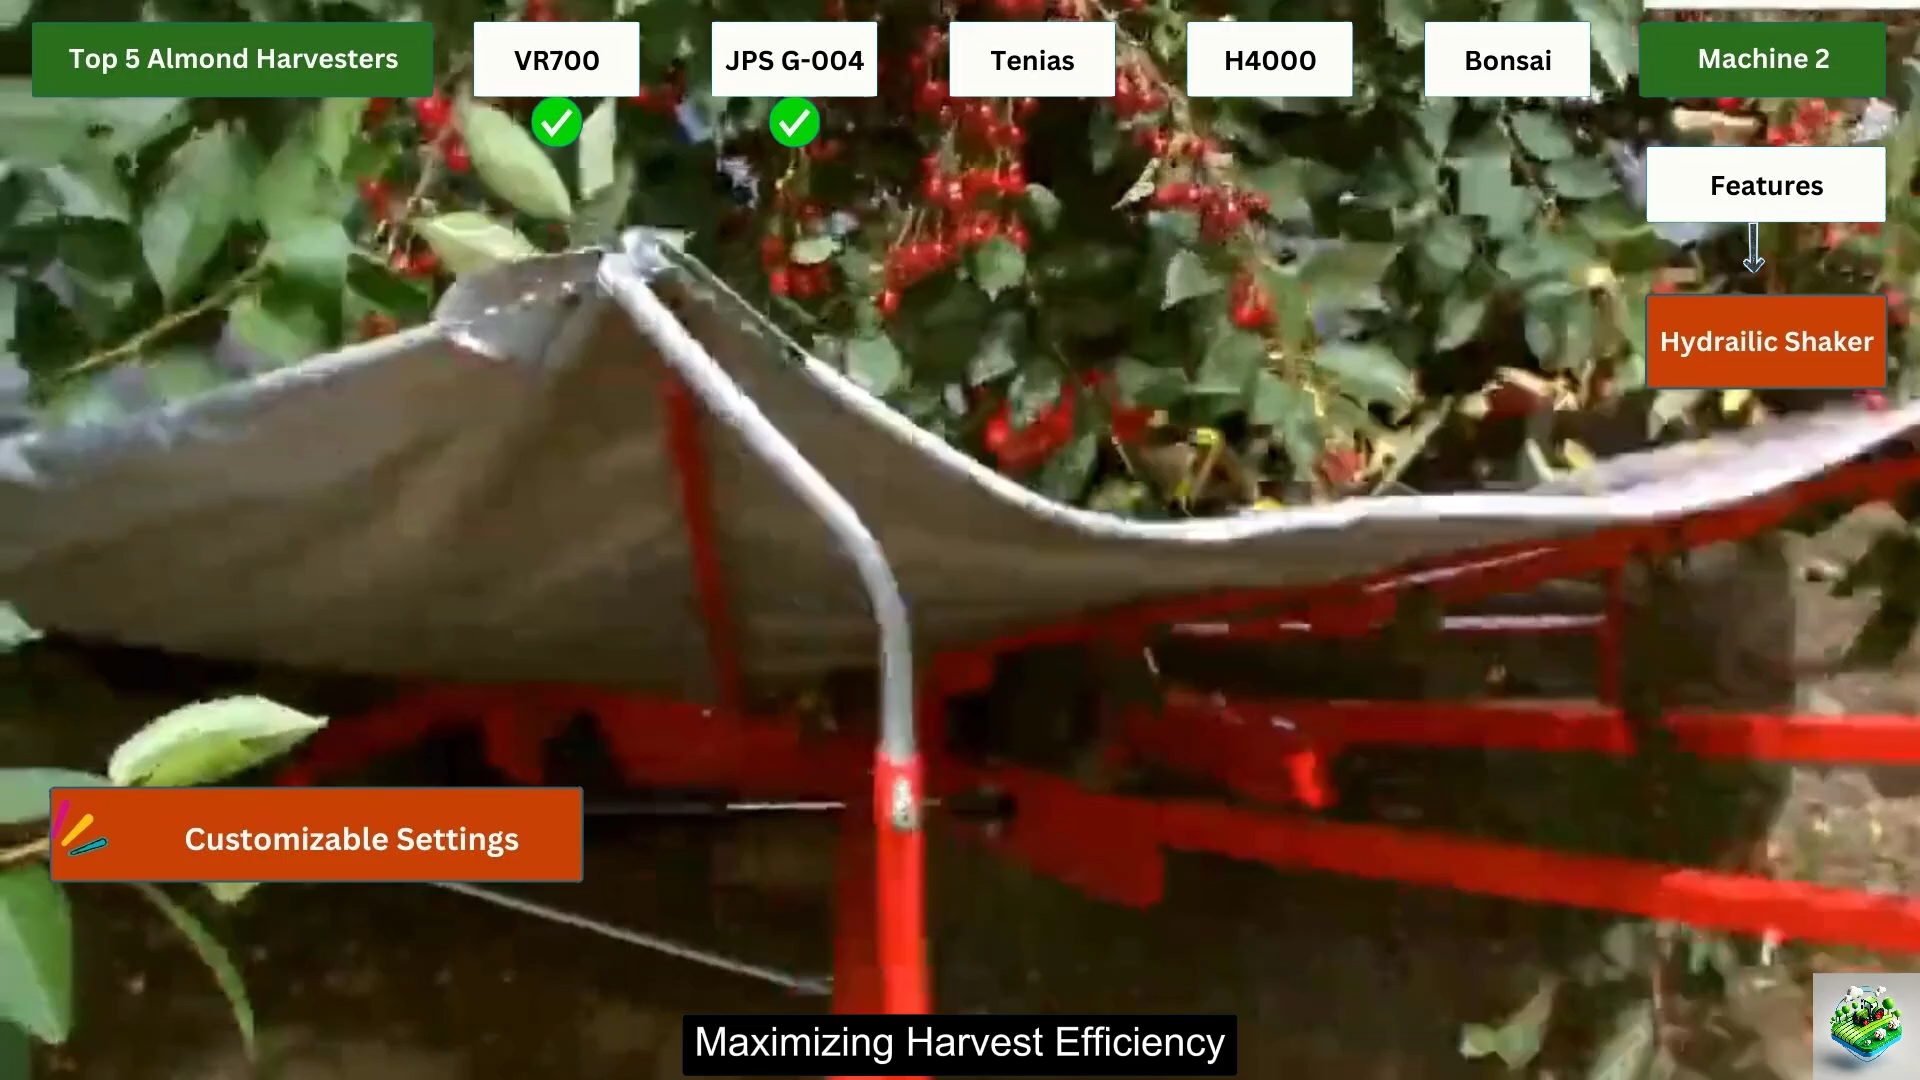 Top 5 Almond Harvesters
VR700
JPS G-004
Tenias
H4000
Bonsai
Machine 2
Features
Hydrailic Shaker
Customizable Settings
Maximizing Harvest Efficiency